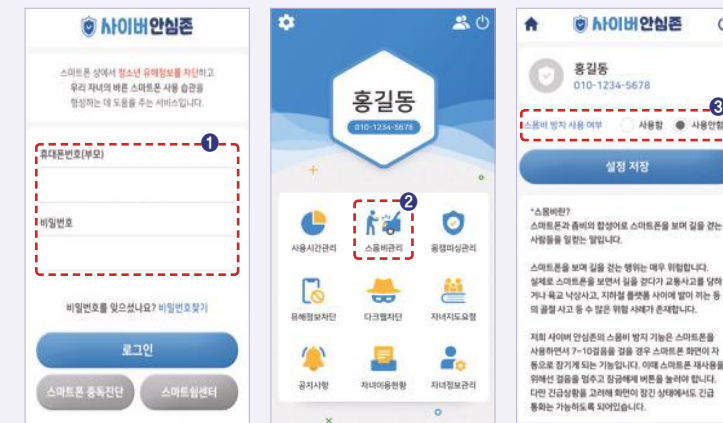 사이버안심존
스마트폰 상에서 청소년 유해정보를 차단하고
우리 자녀의 바른 스마트폰 사용 습관을
형성하는 데 도움을 주는 서비스입니다.
1
휴대폰번호(부모)
비밀번호
비밀번호를 잊으셨나요? 비밀번호찾기
로그인
스마트폰 중독진단
스마트쉼센터
홍길동
010-1234-5678
2
사용시간관리
스몸비관리
몸캠피싱관리
유해정보차단
다크웹차단
자녀지도요령
공지사항
자녀이용현황
자녀정보관리
사이버안심존
홍길동
010-1234-5678
3
스몸비 방지 사용 여부
사용함
사용안함
설정 저장
*스몸비란?
스마트폰과 좀비의 합성어로 스마트폰을 보며 길을 걷는
사람들을 일컫는 말입니다.
스마트폰을 보며 길을 걷는 행위는 매우 위험합니다.
실제로 스마트폰을 보면서 길을 걷다가 교통사고를 당하
거나 육교 낙상사고, 지하철 플랫폼 사이에 발이 끼는 등
의 골절 사고 등 수 많은 위험 사례가 존재합니다.
저희 사이버 안심존의 스몸비 방지 기능은 스마트폰을
사용하면서 7~10걸음을 걸을 경우 스마트폰 화면이 자
동으로 잠기게 되는 기능입니다. 이때 스마트폰 재사용을
위해선 걸음을 멈추고 잠금해제 버튼을 눌러야 합니다.
다만 긴급상황을 고려해 화면이 잠긴 상태에서도 긴급
통화는 가능하도록 되어있습니다.